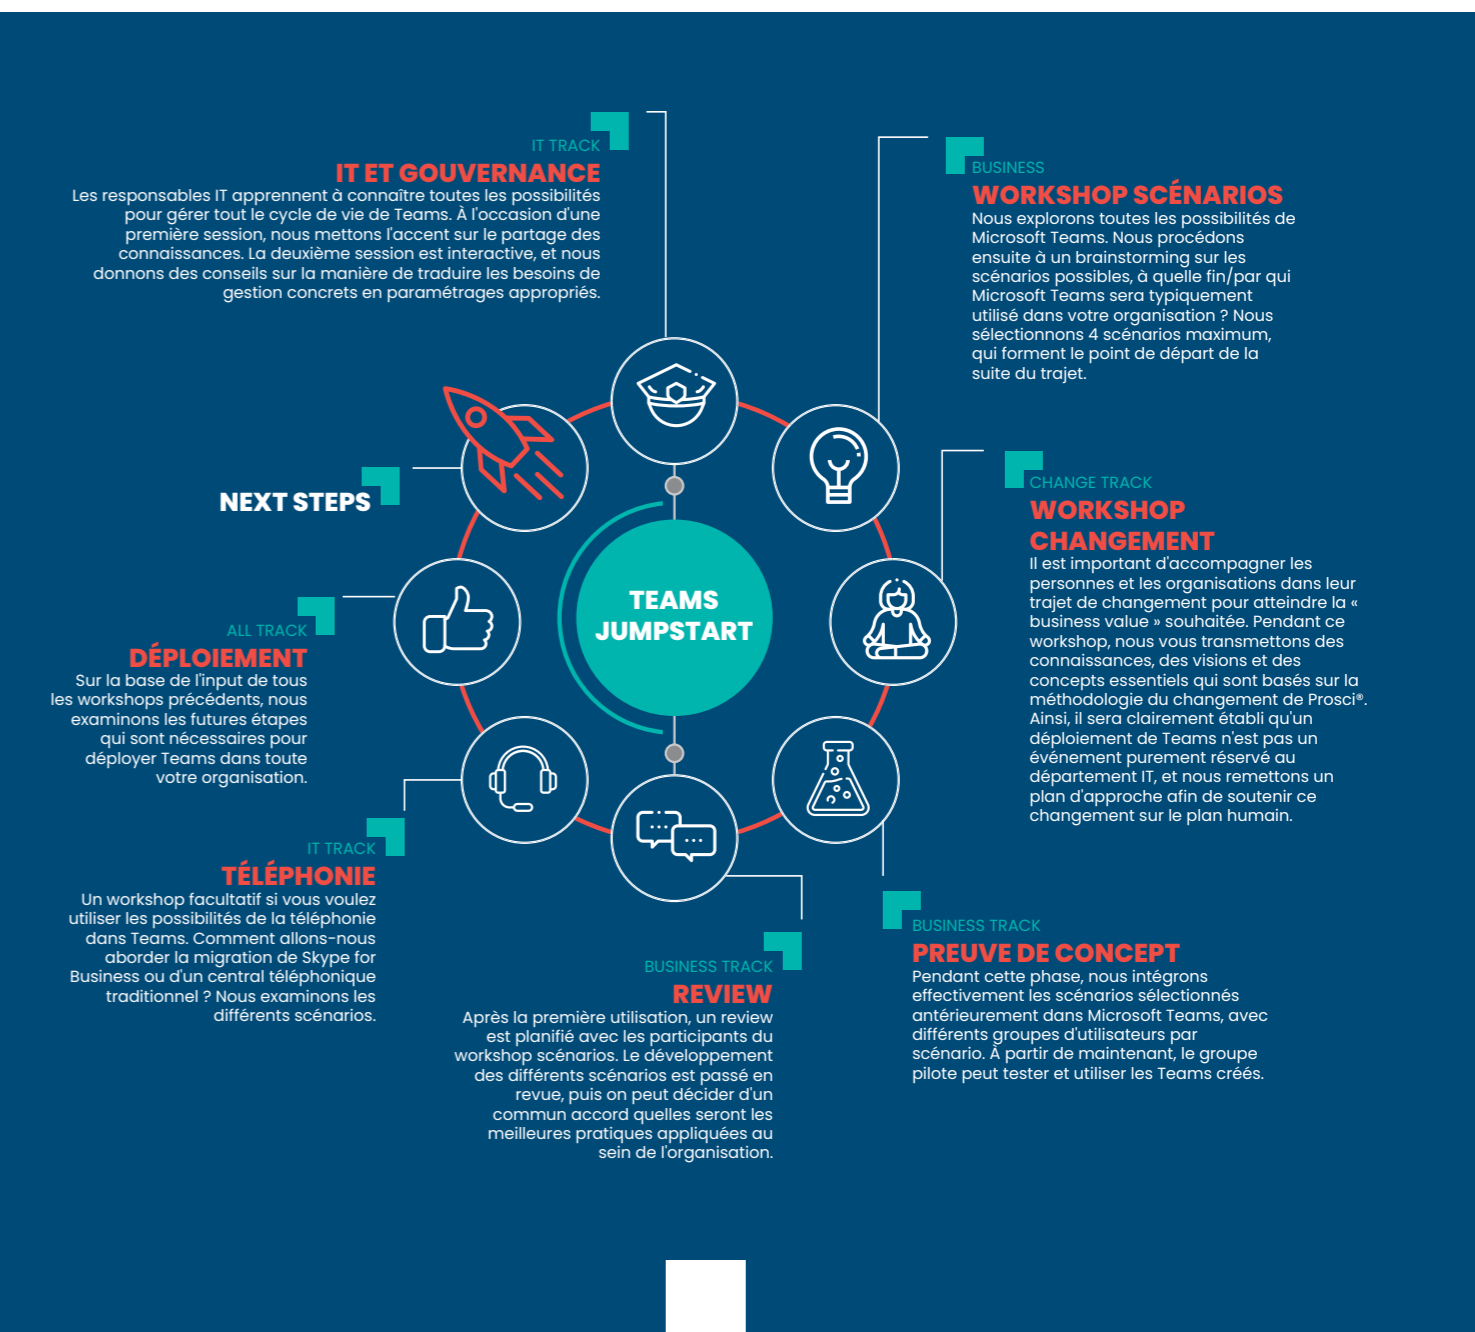 IT TRACK
IT ET GOUVERNANCE
Les responsables IT apprennent à connaître toutes les possibilités
pour gérer tout le cycle de vie de Teams. À l'occasion d'une
première session, nous mettons l'accent sur le partage des
connaissances. La deuxième session est interactive, et nous
donnons des conseils sur la manière de traduire les besoins de
gestion concrets en paramétrages appropriés.
BUSINESS
WORKSHOP SCÉNARIOS
Nous explorons toutes les possibilités de
Microsoft Teams. Nous procédons
ensuite à un brainstorming sur les
scénarios possibles, à quelle fin/par qui
Microsoft Teams sera typiquement
utilisé dans votre organisation ? Nous
sélectionnons 4 scénarios maximum,
qui forment le point de départ de la
suite du trajet.
CHANGE TRACK
WORKSHOP
CHANGEMENT
Il est important d'accompagner les
personnes et les organisations dans leur
trajet de changement pour atteindre la «
business value » souhaitée. Pendant ce
workshop, nous vous transmettons des
connaissances, des visions et des
concepts essentiels qui sont basés sur la
méthodologie du changement de Prosci®.
Ainsi, il sera clairement établi qu'un
déploiement de Teams n'est pas un
événement purement réservé au
département IT, et nous remettons un
plan d'approche afin de soutenir ce
changement sur le plan humain.
BUSINESS TRACK
PREUVE DE CONCEPT
Pendant cette phase, nous intégrons
effectivement les scénarios sélectionnés
antérieurement dans Microsoft Teams, avec
différents groupes d'utilisateurs par
scénario. À partir de maintenant, le groupe
pilote peut tester et utiliser les Teams créés.
BUSINESS TRACK
REVIEW
Après la première utilisation, un review
est planifié avec les participants du
workshop scénarios. Le développement
des différents scénarios est passé en
revue, puis on peut décider d'un
commun accord quelles seront les
meilleures pratiques appliquées au
sein de l'organisation.
IT TRACK
TÉLÉPHONIE
Un workshop facultatif si vous voulez
utiliser les possibilités de la téléphonie
dans Teams. Comment allons-nous
aborder la migration de Skype for
Business ou d'un central téléphonique
traditionnel ? Nous examinons les
différents scénarios.
ALL TRACK
DÉPLOIEMENT
Sur la base de l'input de tous
les workshops précédents, nous
examinons les futures étapes
qui sont nécessaires pour
déployer Teams dans toute
votre organisation.
NEXT STEPS
TEAMS
JUMPSTART